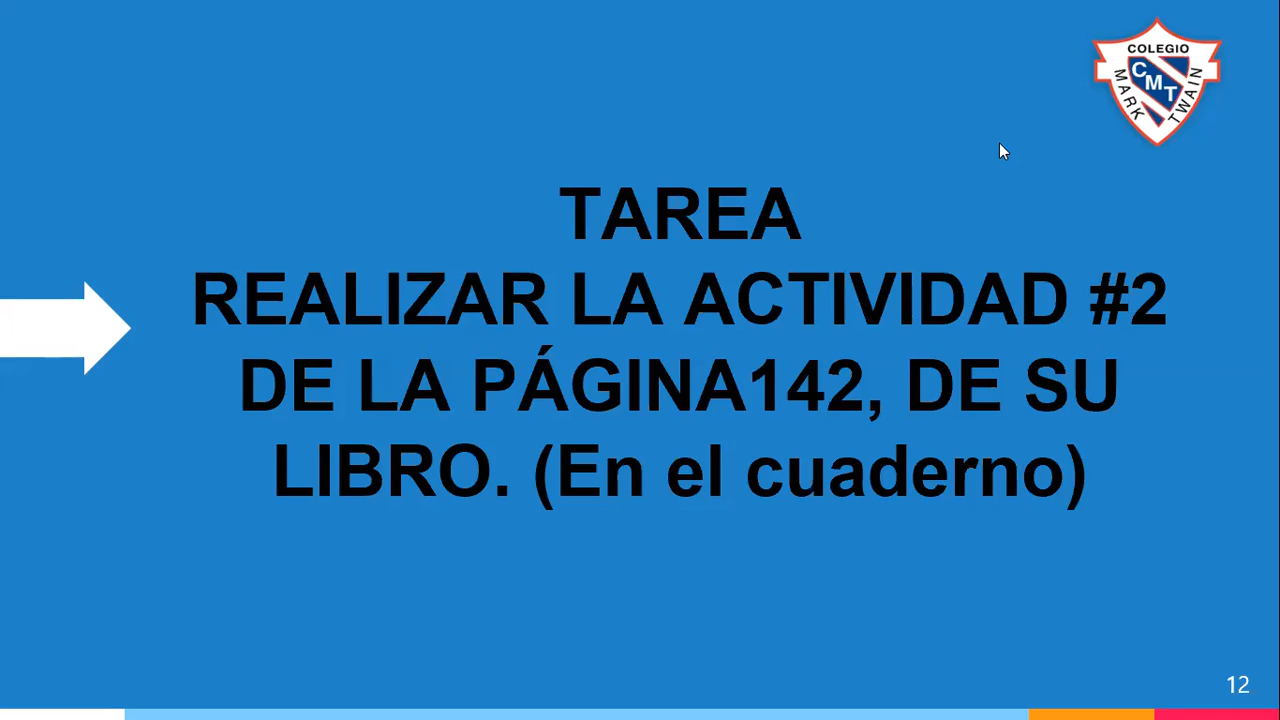 COLEGIO
MARK
CMT
TWAIN
TAREA
REALIZAR LA ACTIVIDAD #2
DE LA PÁGINA142, DE SU
LIBRO. (En el cuaderno)
12